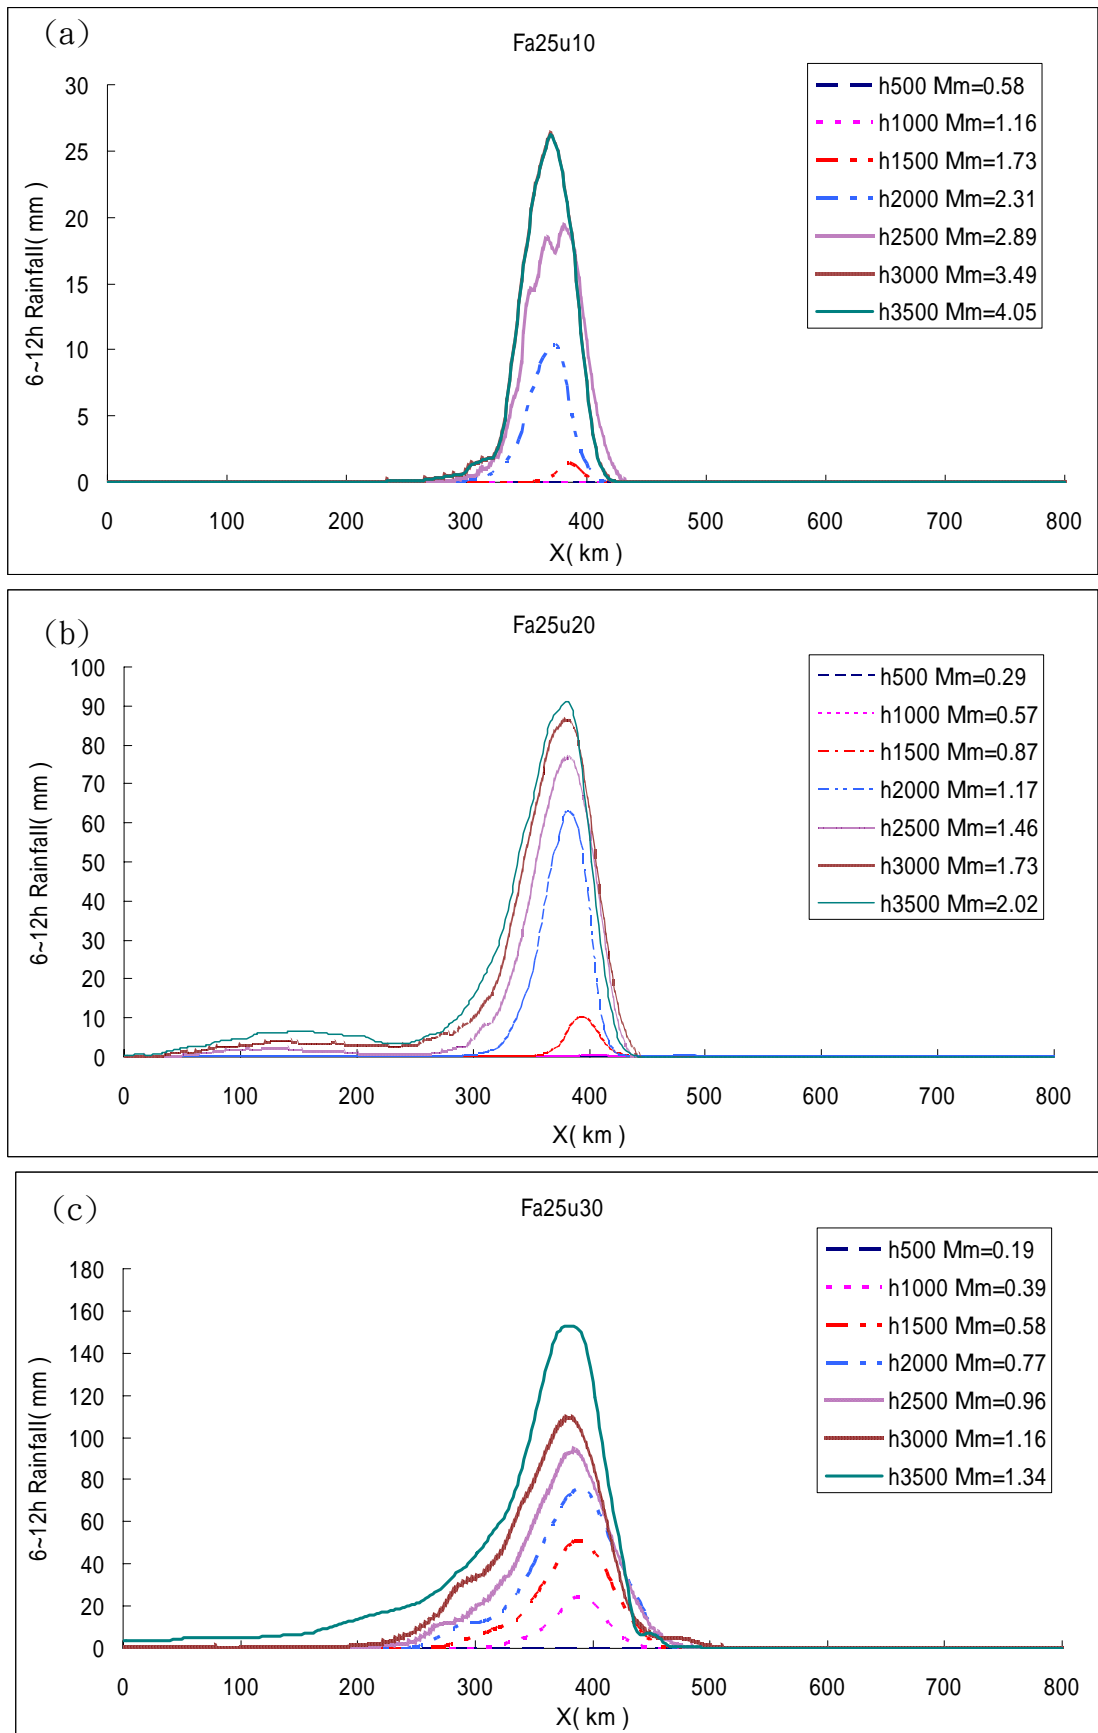 (a)
Fa25u10
30
25
20
15
10
5
0
6~12h Rainfall( mm )
0 100 200 300 400 500 600 700 800
X( km )
h500 Mm=0.58
h1000 Mm=1.16
h1500 Mm=1.73
h2000 Mm=2.31
h2500 Mm=2.89
h3000 Mm=3.49
h3500 Mm=4.05
(b)
Fa25u20
100
90
80
70
60
50
40
30
20
10
0
6~12h Rainfall( mm )
0 100 200 300 400 500 600 700 800
X( km )
h500 Mm=0.29
h1000 Mm=0.57
h1500 Mm=0.87
h2000 Mm=1.17
h2500 Mm=1.46
h3000 Mm=1.73
h3500 Mm=2.02
(c)
Fa25u30
180
160
140
120
100
80
60
40
20
0
6~12h Rainfall( mm )
0 100 200 300 400 500 600 700 800
X( km )
h500 Mm=0.19
h1000 Mm=0.39
h1500 Mm=0.58
h2000 Mm=0.77
h2500 Mm=0.96
h3000 Mm=1.16
h3500 Mm=1.34